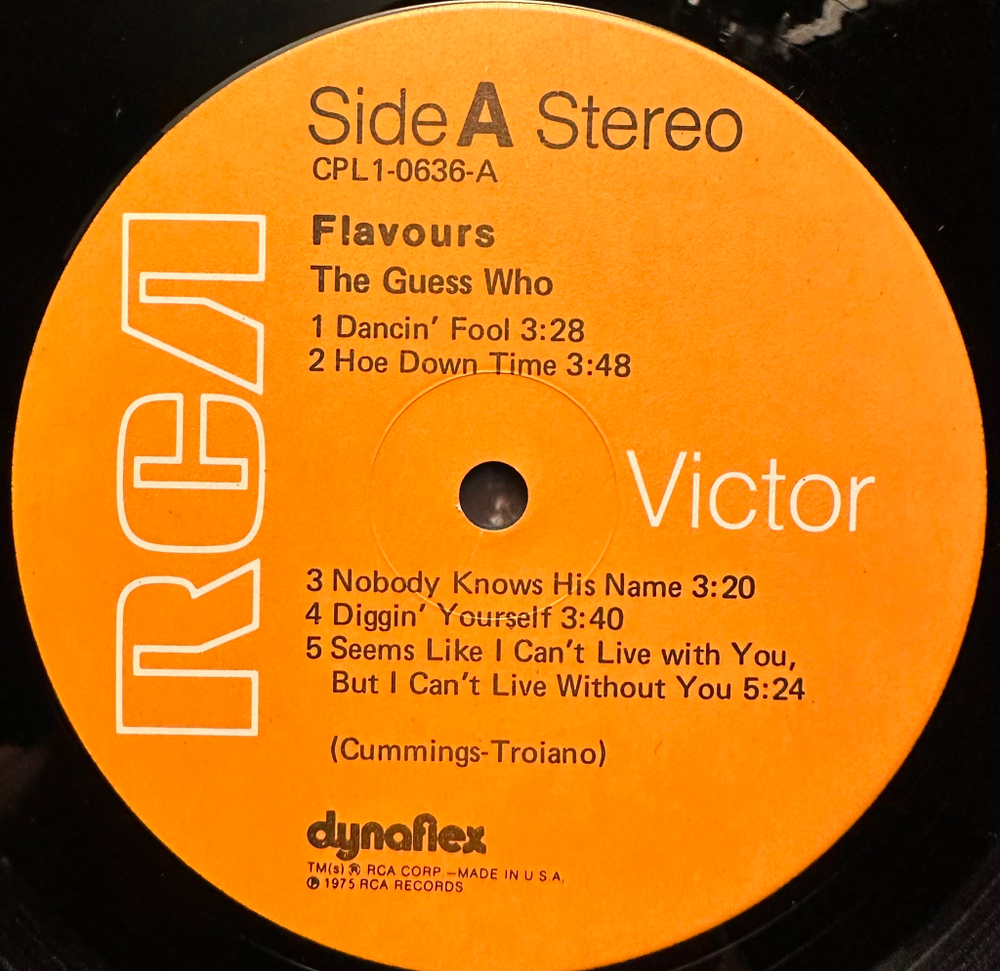 Side A Stereo
CPL1-0636-A
Flavours
The Guess Who
1 Dancin' Fool 3:28
2 Hoe Down Time 3:48
RCA
Victor
3 Nobody Knows His Name 3:20
4 Diggin' Yourself 3:40
5 Seems Like I Can't Live with You,
But I Can't Live Without You 5:24
(Cummings-Troiano)
dynaflex
TM(s) ® RCA CORP.—MADE IN U.S.A.
℗ 1975 RCA RECORDS